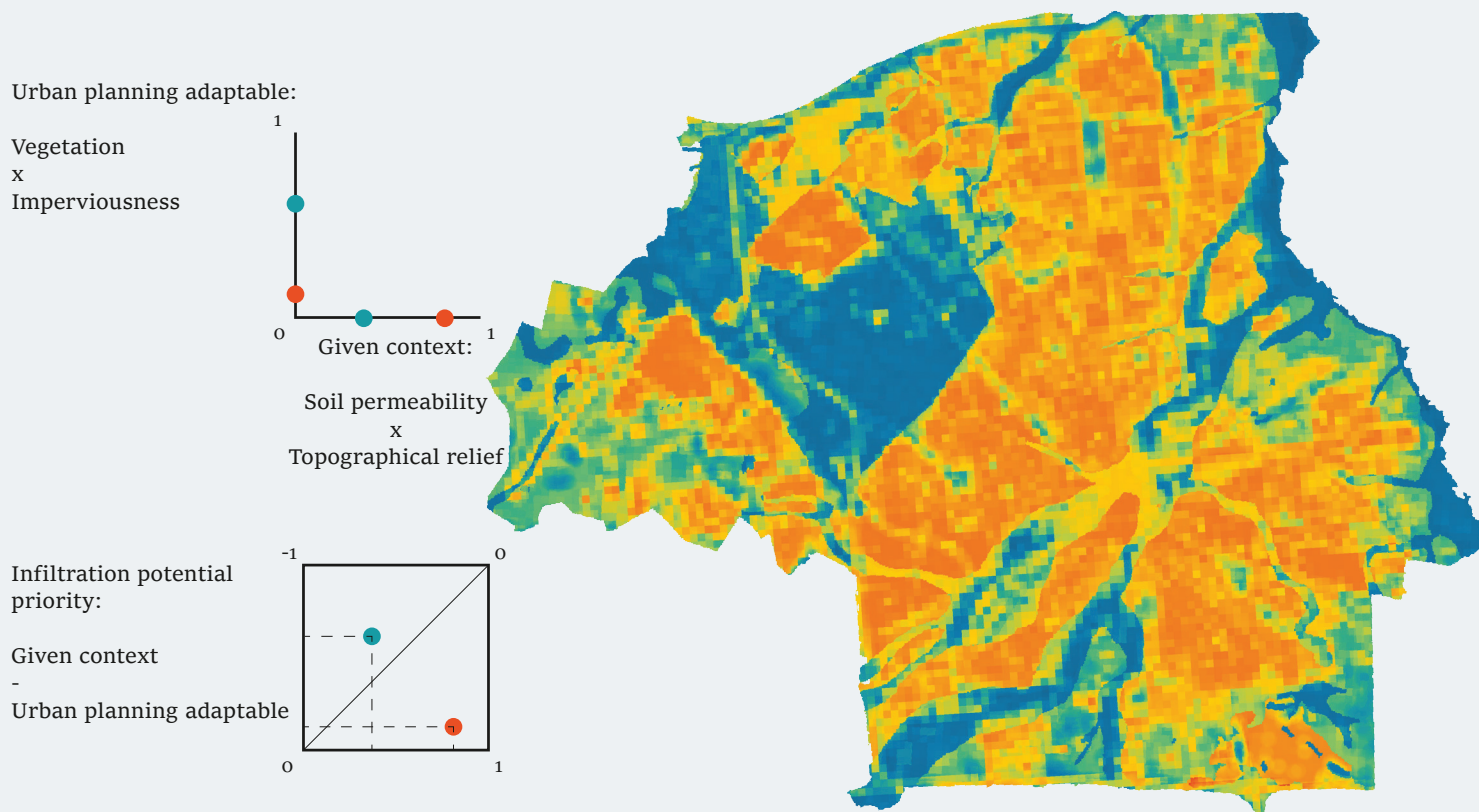 Urban planning adaptable:
1
Vegetation
x
Imperviousness
0
1
Given context:
Soil permeability
x
Topographical relief
-1
0
Infiltration potential
priority:
Given context
-
Urban planning adaptable
0
1